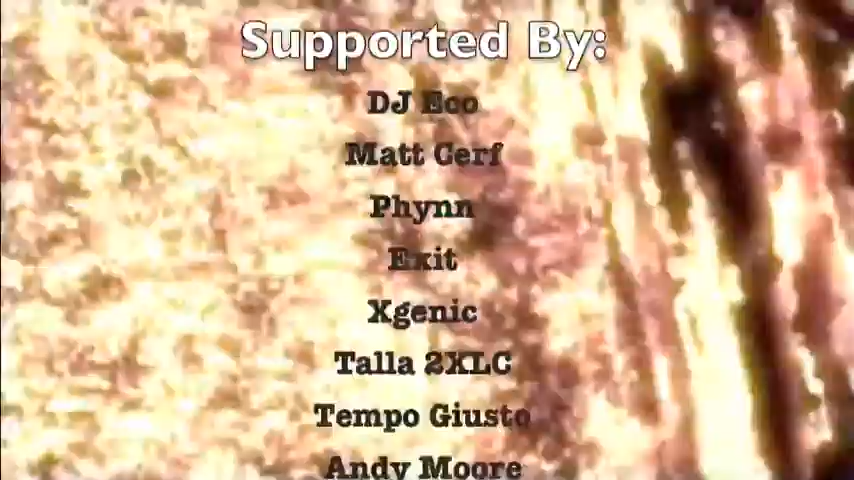 Supported By:
DJ Eco
Matt Cerf
Phynn
Exit
Xgenic
Talla 2XLC
Tempo Giusto
Andy Moore